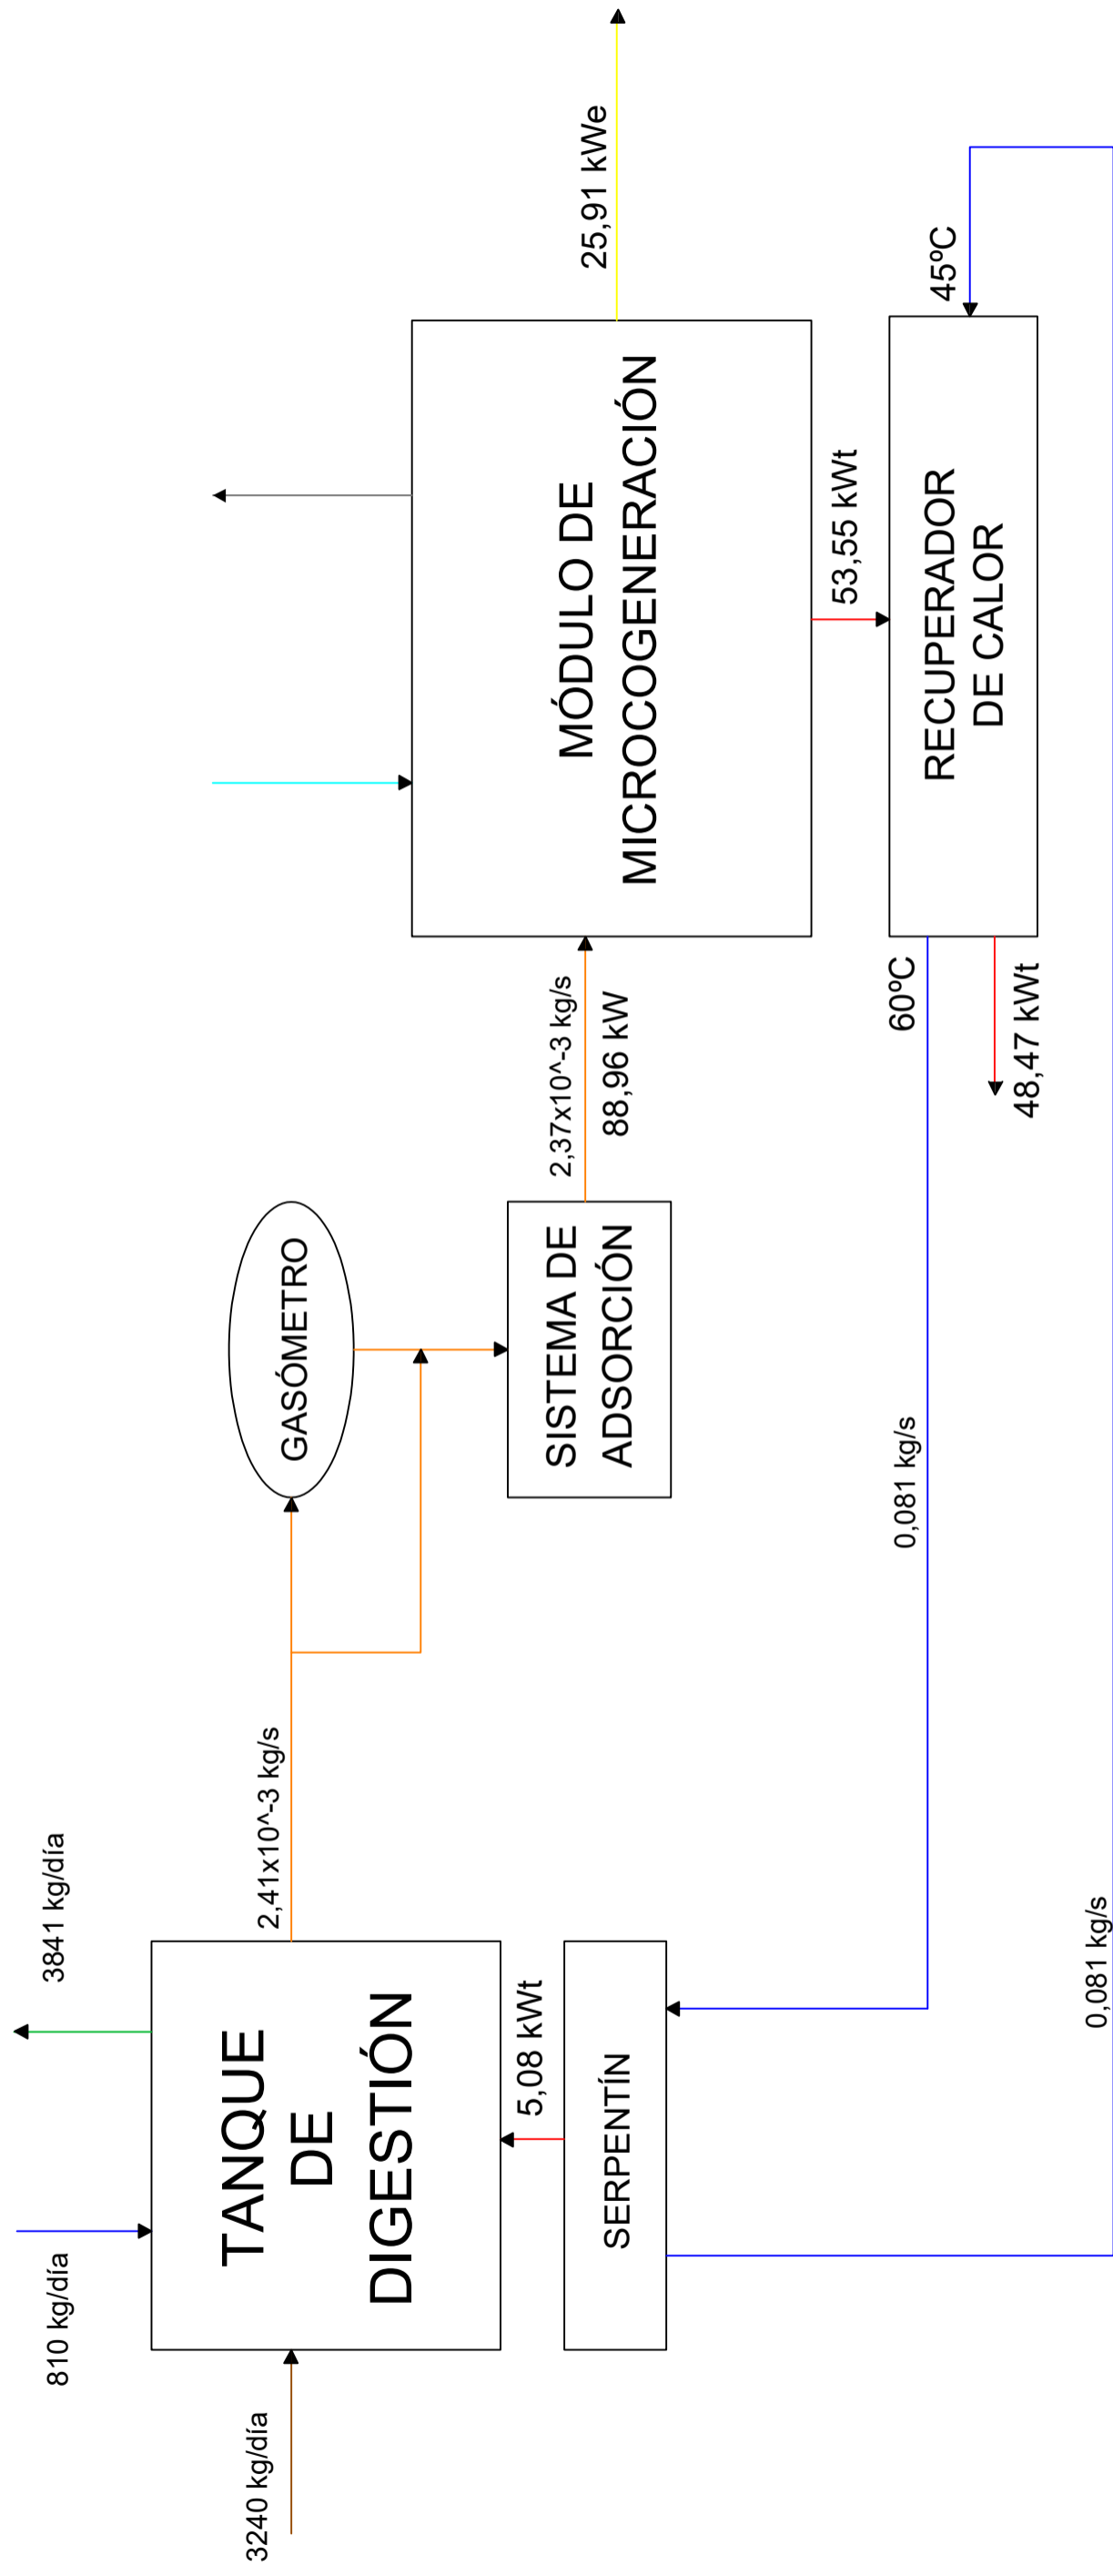 3240 kg/día
810 kg/día
3841 kg/día
TANQUE
DE
DIGESTIÓN
5,08 kWt
SERPENTÍN
2,41x10^-3 kg/s
GASÓMETRO
SISTEMA DE
ADSORCIÓN
2,37x10^-3 kg/s
88,96 kW
MÓDULO DE
MICROCOGENERACIÓN
25,91 kWe
53,55 kWt
RECUPERADOR
DE CALOR
45ºC
60ºC
48,47 kWt
0,081 kg/s
0,081 kg/s